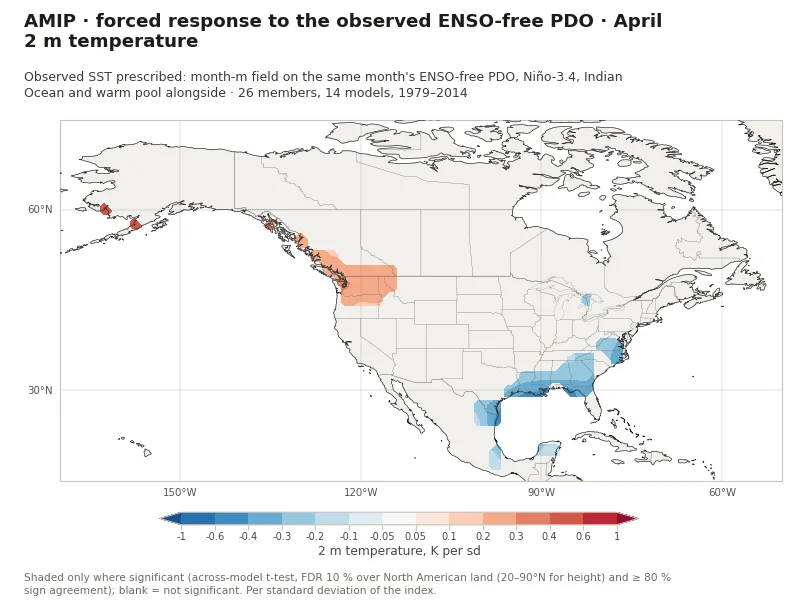 AMIP · forced response to the observed ENSO-free PDO · April
2 m temperature
Observed SST prescribed: month-m field on the same month's ENSO-free PDO, Niño-3.4, Indian
Ocean and warm pool alongside · 26 members, 14 models, 1979–2014
60°N
30°N
150°W 120°W 90°W 60°W
-1 -0.6 -0.4 -0.3 -0.2 -0.1 -0.05 0.05 0.1 0.2 0.3 0.4 0.6 1
2 m temperature, K per sd
Shaded only where significant (across-model t-test, FDR 10 % over North American land (20–90°N for height) and ≥ 80 %
sign agreement); blank = not significant. Per standard deviation of the index.